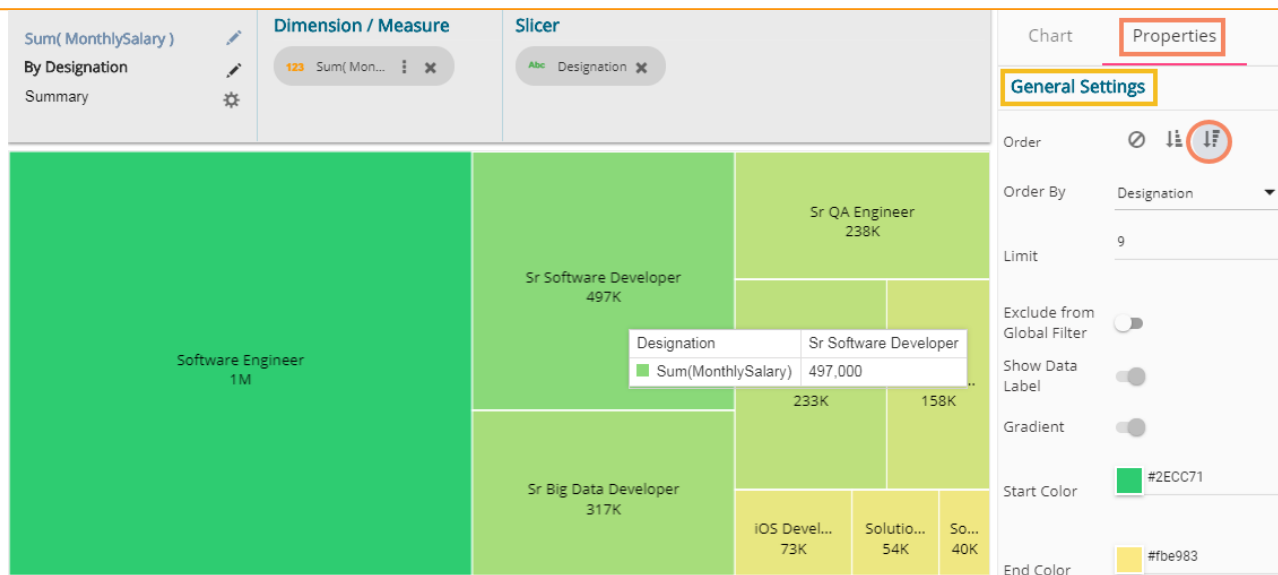 Sum( MonthlySalary )
By Designation
Summary
Dimension / Measure
123 Sum( Mon...
Slicer
Abc Designation
Chart
Properties
General Settings
Order
Order By
Designation
Limit
9
Exclude from
Global Filter
Show Data
Label
Gradient
Start Color
#2ECC71
End Color
#fbe983
Software Engineer
1M
Sr Software Developer
497K
Sr Big Data Developer
317K
Sr QA Engineer
238K
Designation
Sr Software Developer
Sum(MonthlySalary)
497,000
..
233K
158K
iOS Devel...
73K
Solutio...
54K
So...
40K